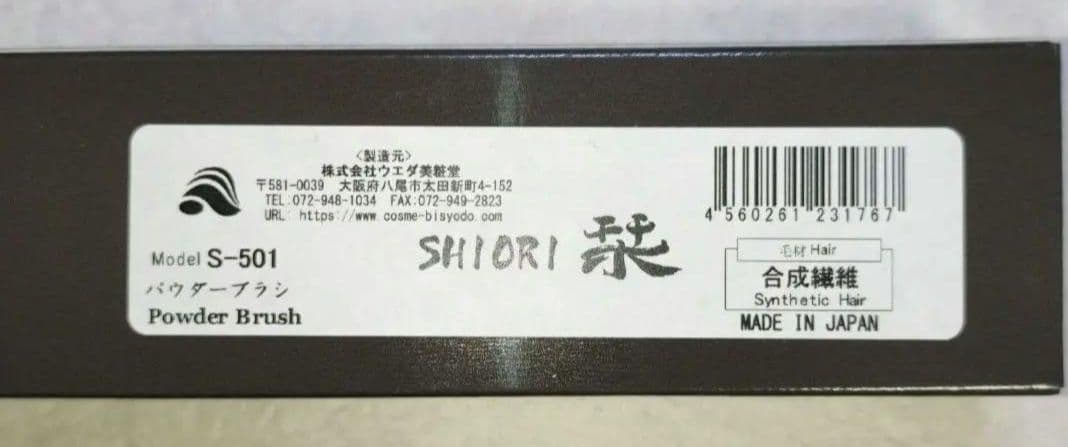 〈製造元〉
株式会社ウエダ美粧堂
〒581-0039 大阪府八尾市太田新町4-152
TEL:072-948-1034 FAX:072-949-2823
URL: https://www.cosme-bisyodo.com
Model S-501
パウダーブラシ
Powder Brush
SHIORI 栞
4 560261 231767
毛材 Hair
合成繊維
Synthetic Hair
MADE IN JAPAN